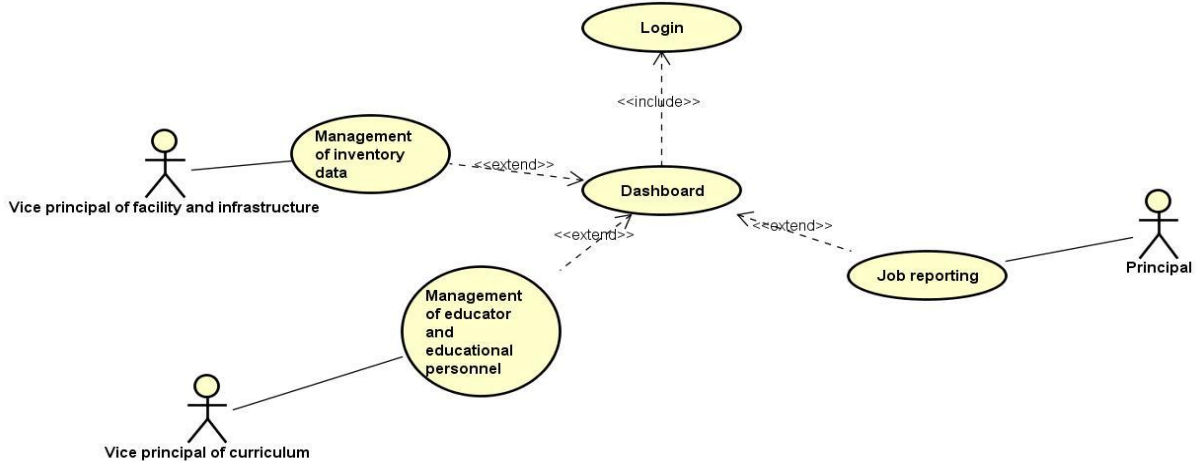 Login
<<include>>
Management
of inventory
data
<<extend>>
Dashboard
Vice principal of facility and infrastructure
<<extend>>
<<extend>>
Job reporting
Principal
Management
of educator
and
educational
personnel
Vice principal of curriculum